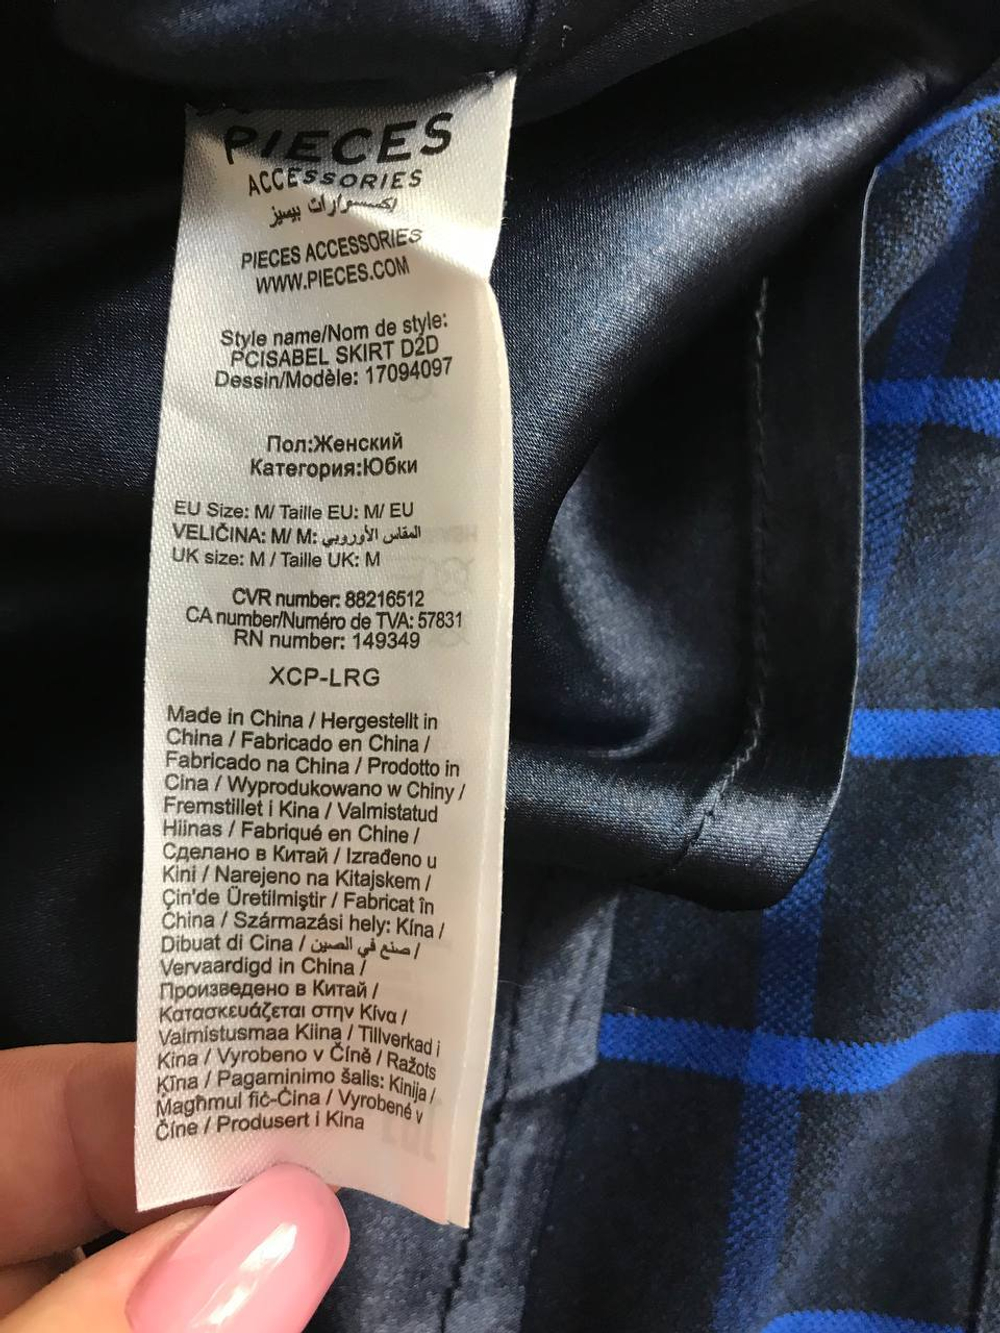 PIECES
ACCESSORIES
إكسسوارات بيسيز
PIECES ACCESSORIES
WWW.PIECES.COM
Style name/Nom de style:
PCISABEL SKIRT D2D
Dessin/Modèle: 17094097
Пол:Женский
Категория:Юбки
EU Size: M/ Taille EU: M/ EU
VELIČINA: M/ M: المقاس الأوروبي
UK size: M / Taille UK: M
CVR number: 88216512
CA number/Numéro de TVA: 57831
RN number: 149349
XCP-LRG
Made in China / Hergestellt in
China / Fabricado en China /
Fabricado na China / Prodotto in
Cina / Wyprodukowano w Chiny /
Fremstillet i Kina / Valmistatud
Hiinas / Fabriqué en Chine /
Сделано в Китай / Izrađeno u
Kini / Narejeno na Kitajskem /
Çin'de Üretilmiştir / Fabricat în
China / Származási hely: Kína /
Dibuat di Cina / صنع في الصين /
Vervaardigd in China /
Произведено в Китай /
Κατασκευάζεται στην Κίνα /
Valmistusmaa Kiina / Tillverkad i
Kina / Vyrobeno v Číně / Ražots
Ķīna / Pagaminimo šalis: Kinija /
Magħmul fiċ-Ċina / Vyrobené v
Číne / Produsert i Kina